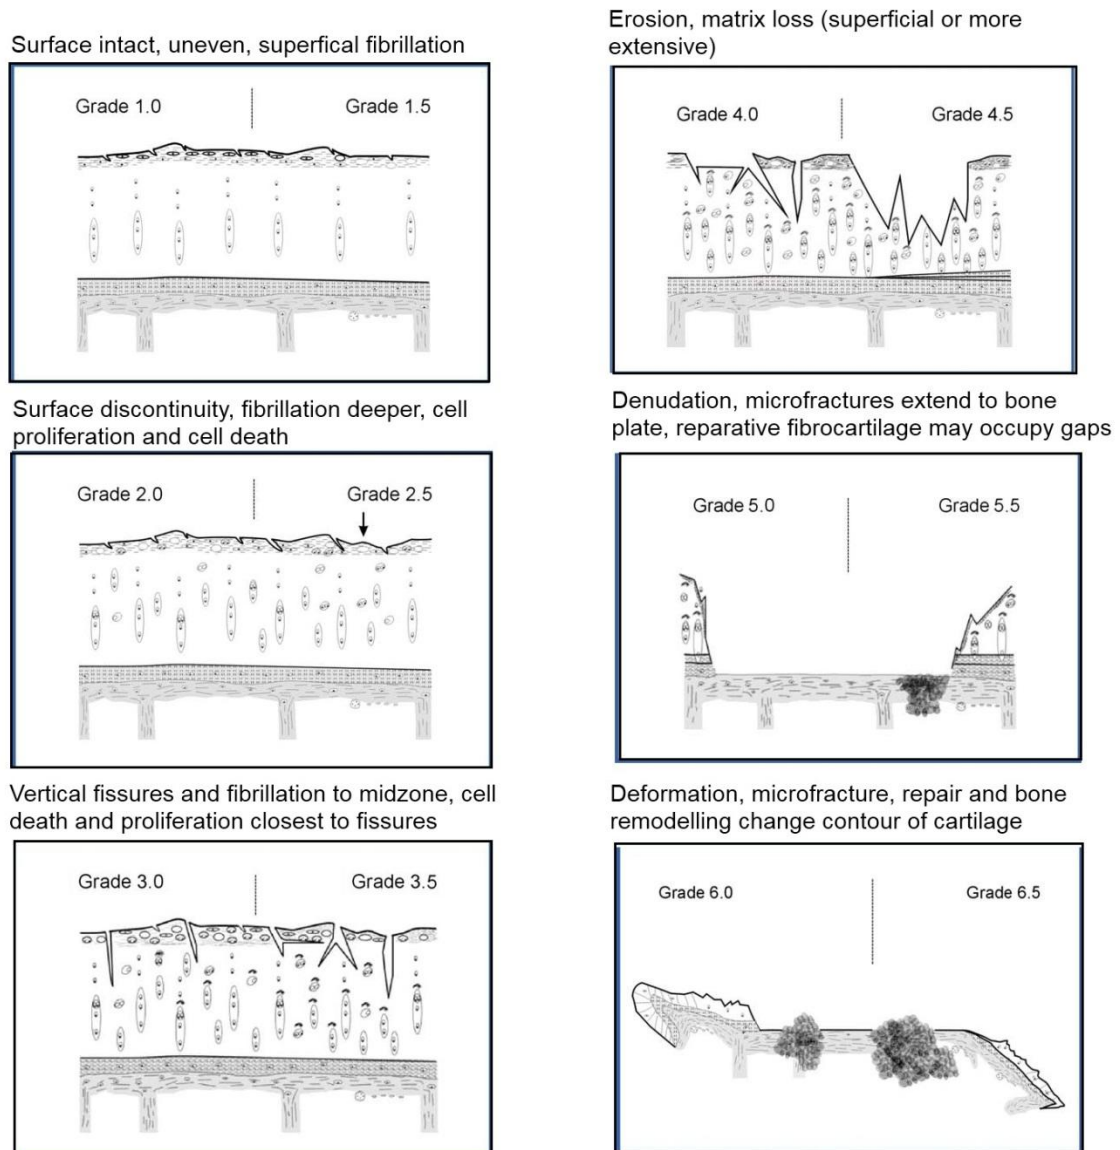 Surface intact, uneven, superfical fibrillation
Grade 1.0
Grade 1.5
Surface discontinuity, fibrillation deeper, cell
proliferation and cell death
Grade 2.0
Grade 2.5
Vertical fissures and fibrillation to midzone, cell
death and proliferation closest to fissures
Grade 3.0
Grade 3.5
Erosion, matrix loss (superficial or more
extensive)
Grade 4.0
Grade 4.5
Denudation, microfractures extend to bone
plate, reparative fibrocartilage may occupy gaps
Grade 5.0
Grade 5.5
Deformation, microfracture, repair and bone
remodelling change contour of cartilage
Grade 6.0
Grade 6.5